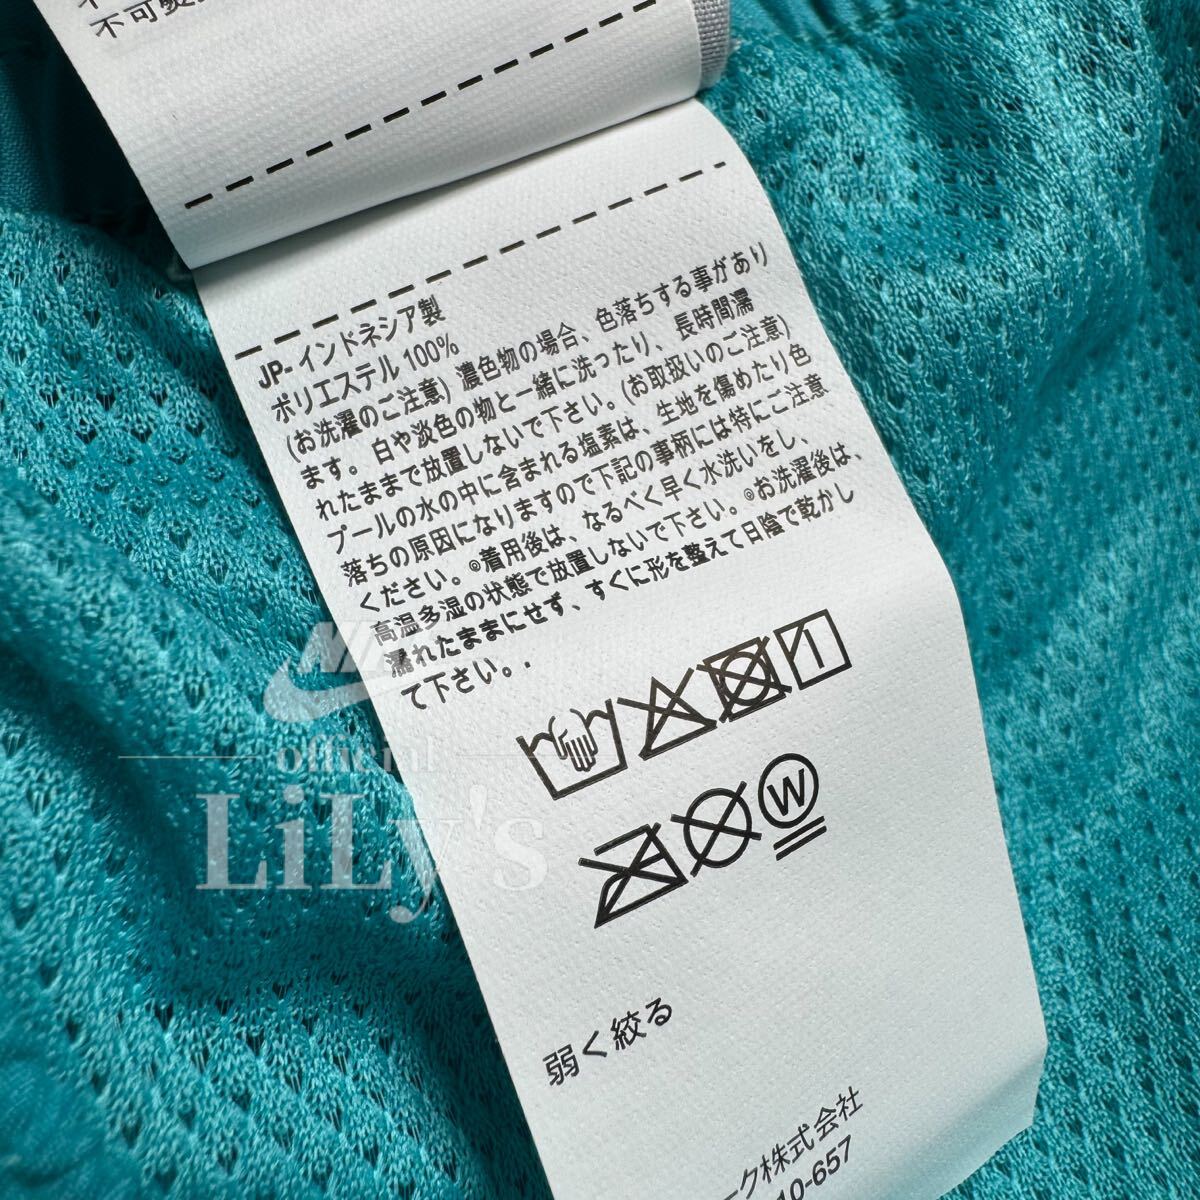 JP- インドネシア製
ポリエステル 100%
(お洗濯のご注意) 濃色物の場合、色落ちする事があり
ます。白や淡色の物と一緒に洗ったり、長時間濡
れたままで放置しないで下さい。(お取扱いのご注意)
プールの水の中に含まれる塩素は、生地を傷めたり色
落ちの原因になりますので下記の事柄には特にご注意
ください。◎着用後は、なるべく早く水洗いをし、
高温多湿の状態で放置しないで下さい。◎お洗濯後は、
濡れたままにせず、すぐに形を整えて日陰で乾かし
て下さい。.
W
official
LiLy's
弱く絞る
ーク株式会社
10-657